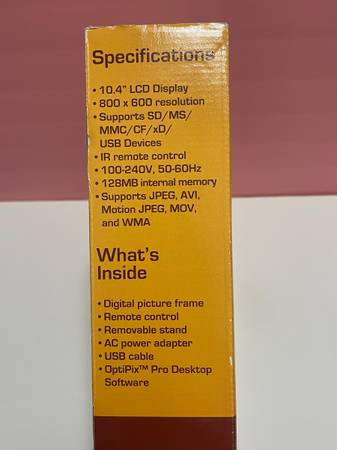 Specifications
• 10.4" LCD Display
• 800 x 600 resolution
• Supports SD/MS/
MMC/CF/xD/
USB Devices
• IR remote control
• 100-240V, 50-60Hz
• 128MB internal memory
• Supports JPEG, AVI,
Motion JPEG, MOV,
and WMA
What's
Inside
• Digital picture frame
• Remote control
• Removable stand
• AC power adapter
• USB cable
• OptiPix™ Pro Desktop
Software